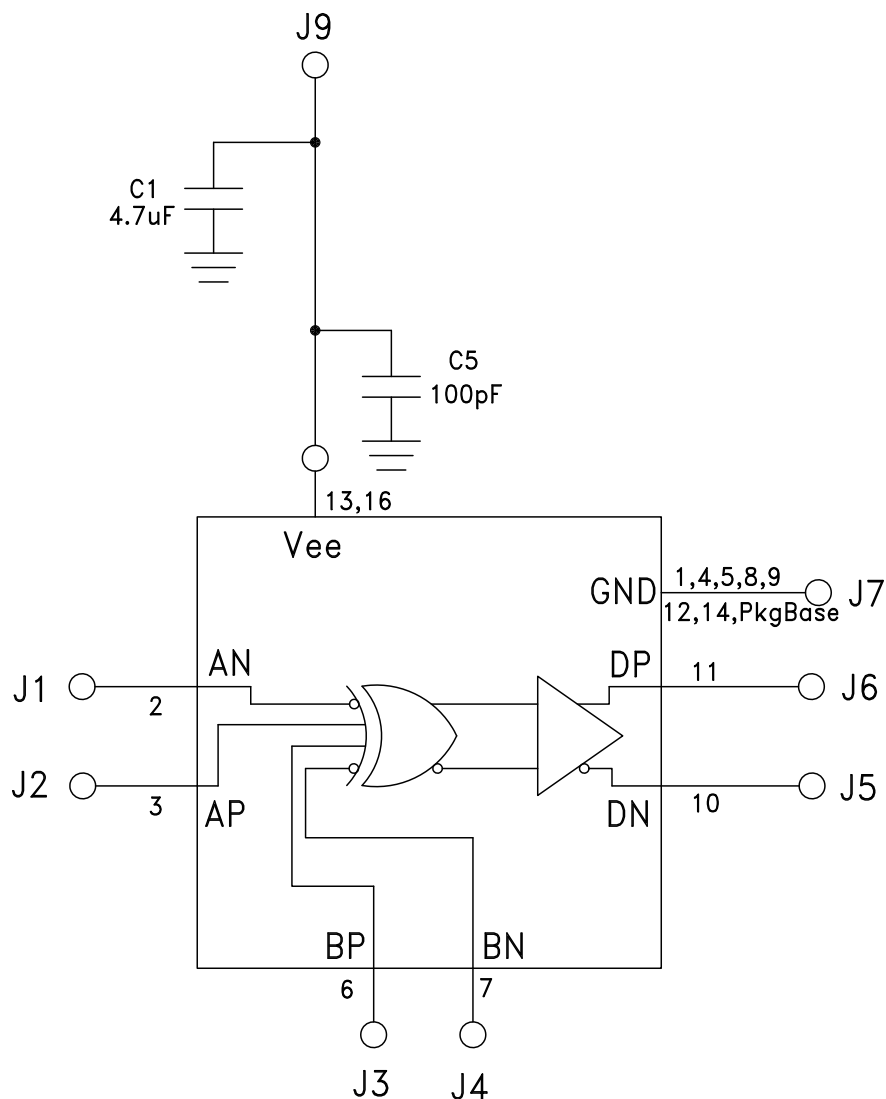 J9
C1
4.7uF
C5
100pF
13,16
Vee
GND
1,4,5,8,9
J7
12,14,PkgBase
AN
DP
11
J1
2
J6
J2
3
AP
DN
10
J5
BP
BN
6
7
J3
J4